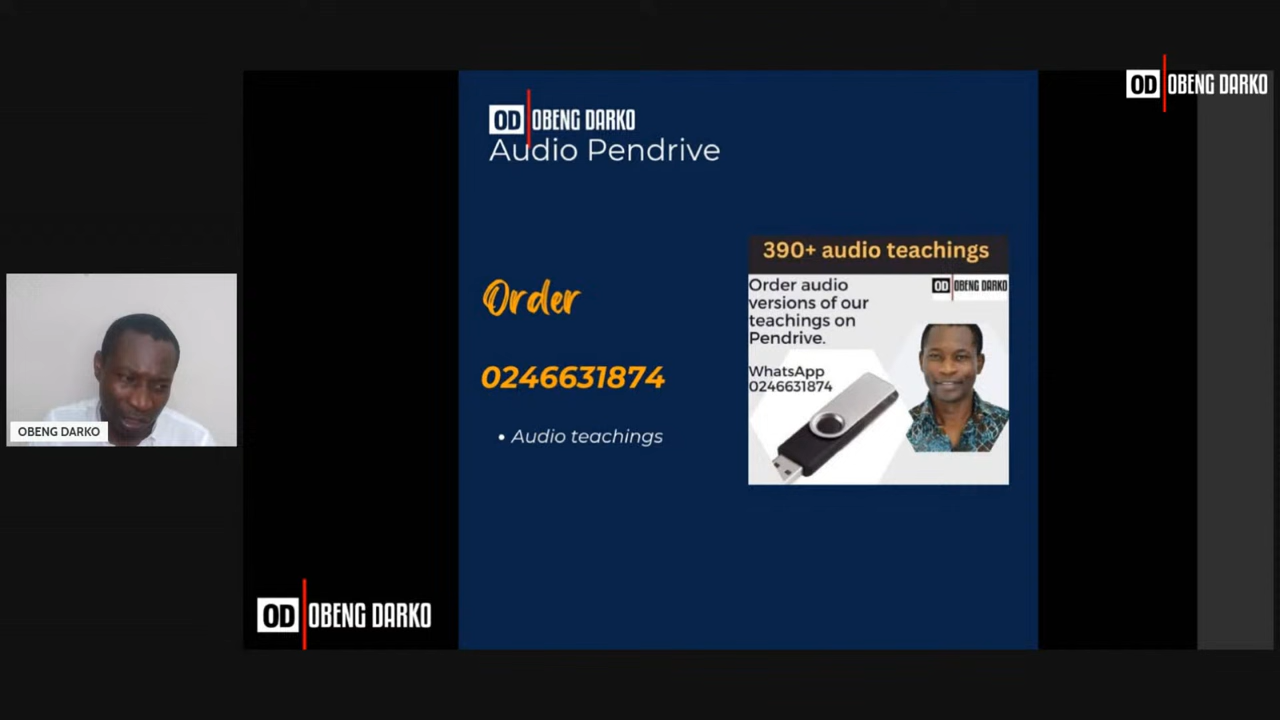 OD OBENG DARKO
OD OBENG DARKO
Audio Pendrive
390+ audio teachings
Order audio
versions of our
teachings on
Pendrive.
OD OBENG DARKO
WhatsApp
0246631874
Order
0246631874
• Audio teachings
OBENG DARKO
OD OBENG DARKO